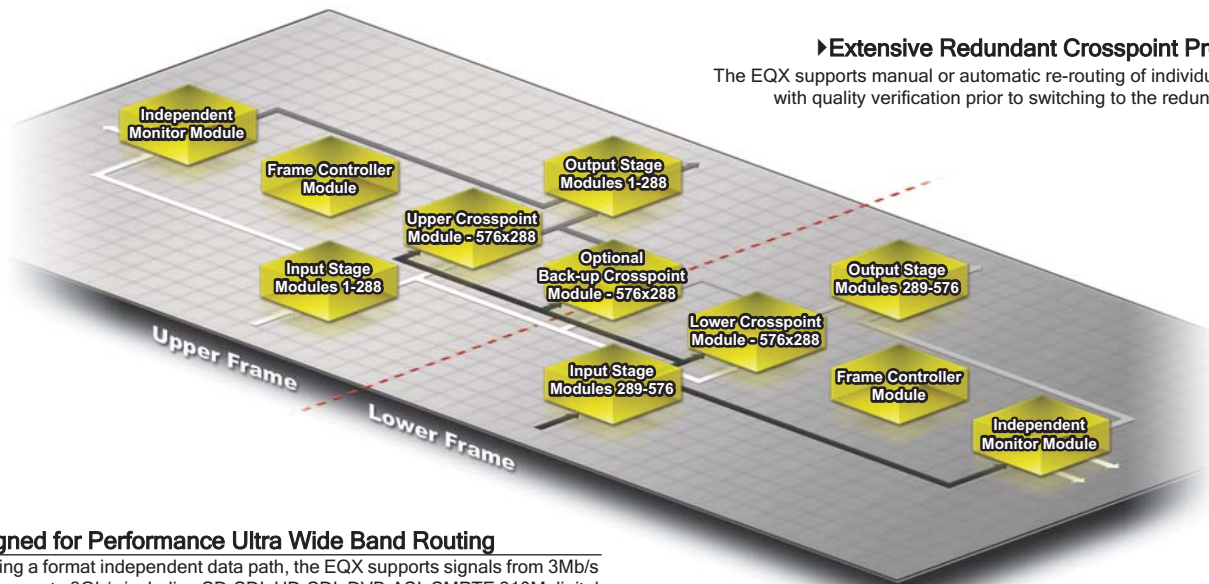 ▸Extensive Redundant Crosspoint Pr
The EQX supports manual or automatic re-routing of individu
with quality verification prior to switching to the redun
Independent
Monitor Module
Frame Controller
Module
Output Stage
Modules 1-288
Upper Crosspoint
Module - 576x288
Input Stage
Modules 1-288
Optional
Back-up Crosspoint
Module - 576x288
Output Stage
Modules 289-576
Lower Crosspoint
Module - 576x288
Input Stage
Modules 289-576
Frame Controller
Module
Independent
Monitor Module
Upper Frame
Lower Frame
gned for Performance Ultra Wide Band Routing
ing a format independent data path, the EQX supports signals from 3Mb/s